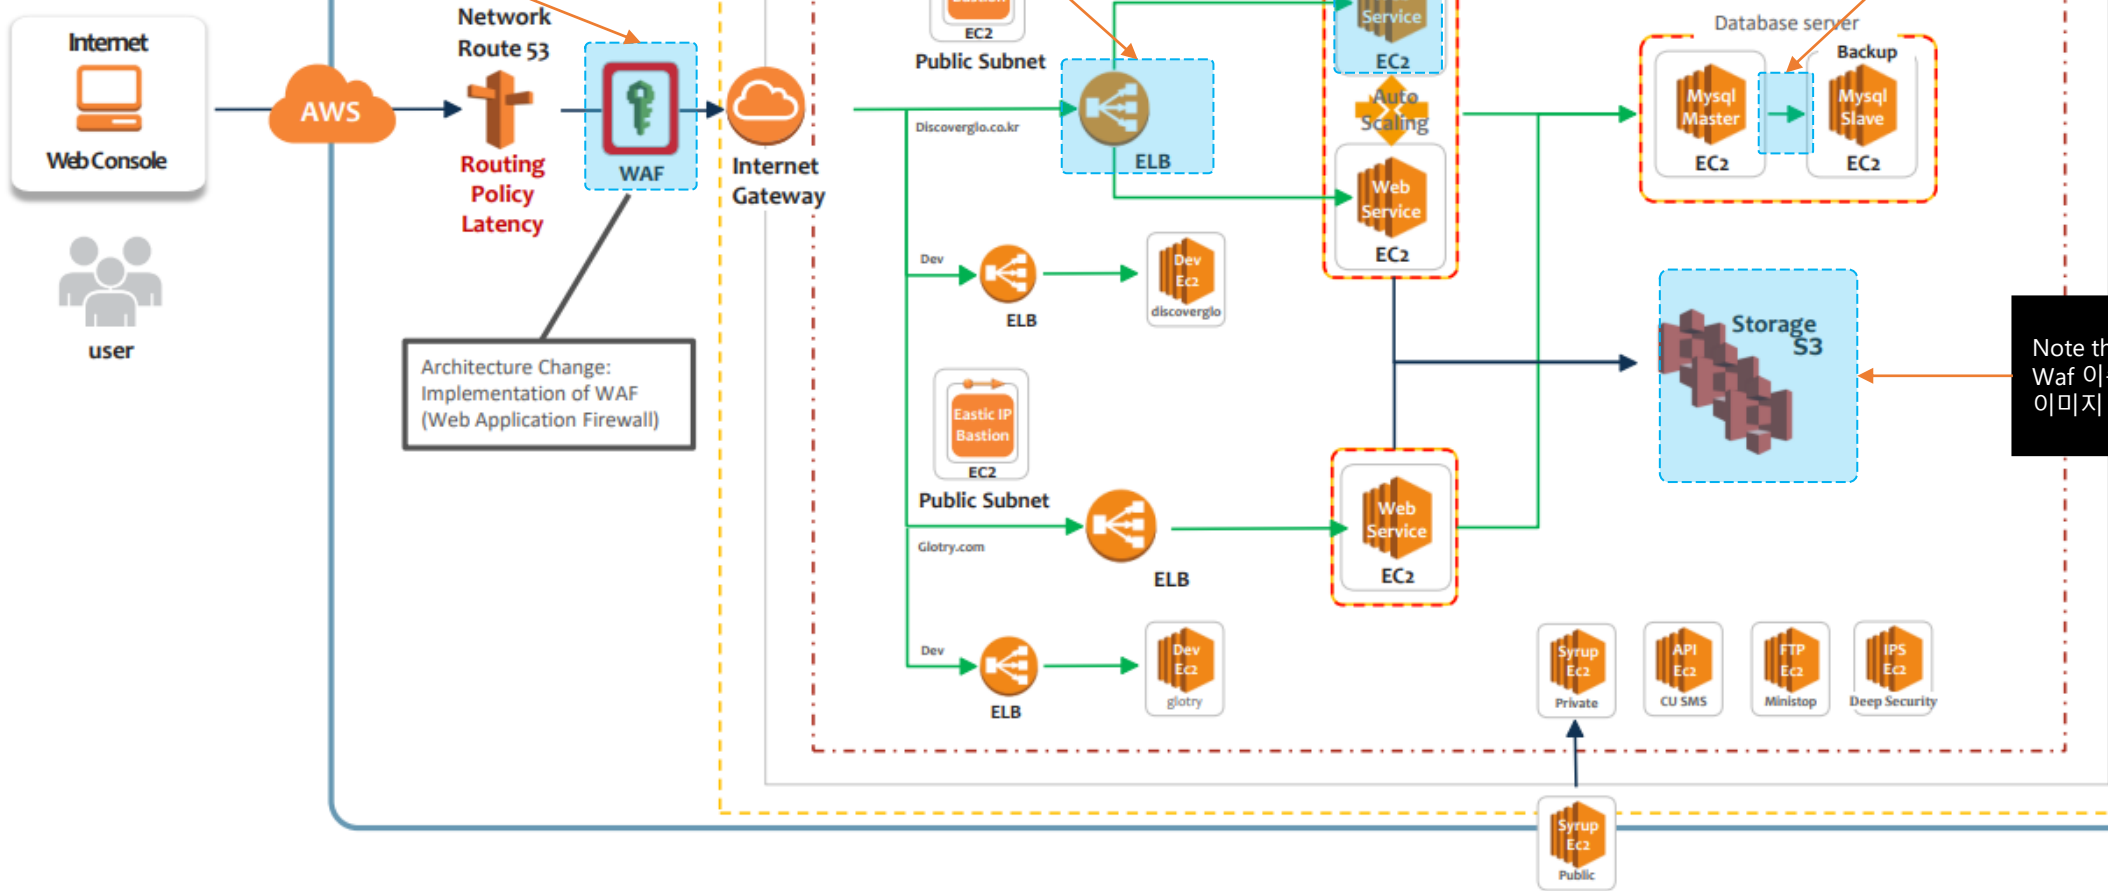 Internet
Web Console
user
AWS
Network
Route 53
Routing
Policy
Latency
WAF
Architecture Change:
Implementation of WAF
(Web Application Firewall)
Internet
Gateway
Bastion
EC2
Public Subnet
Discoverglo.co.kr
ELB
Service
EC2
Auto
Scaling
Web
Service
EC2
Database server
Mysql
Master
EC2
Backup
Mysql
Slave
EC2
Dev
ELB
Dev
Ec2
discoverglo
Storage
S3
Note th
Waf 이
이미지
Eastic IP
Bastion
EC2
Public Subnet
Glotry.com
ELB
Web
Service
EC2
Dev
ELB
Dev
Ec2
glotry
Syrup
Ec2
Private
API
Ec2
CU SMS
FTP
Ec2
Ministop
IPS
Ec2
Deep Security
Syrup
Ec2
Public